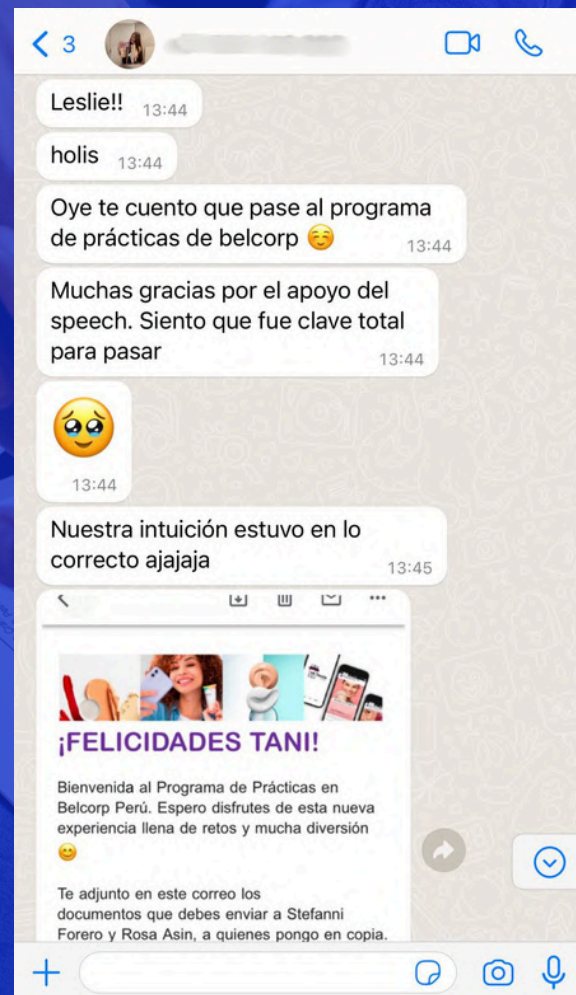 3
Leslie!! 13:44
holis 13:44
Oye te cuento que pase al programa
de prácticas de belcorp ☺️ 13:44
Muchas gracias por el apoyo del
speech. Siento que fue clave total
para pasar 13:44
🥹
13:44
Nuestra intuición estuvo en lo
correcto ajajaja 13:45
¡FELICIDADES TANI!
Bienvenida al Programa de Prácticas en
Belcorp Perú. Espero disfrutes de esta nueva
experiencia llena de retos y mucha diversión
😊
Te adjunto en este correo los
documentos que debes enviar a Stefanni
Forero y Rosa Asin, a quienes pongo en copia.